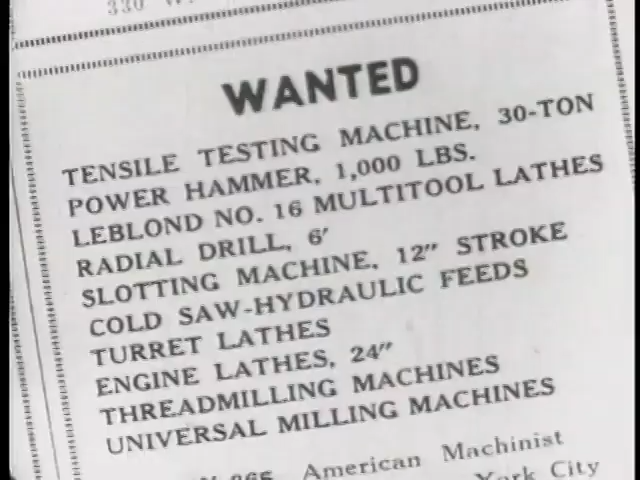 330 W.
WANTED
TENSILE TESTING MACHINE, 30-TON
POWER HAMMER, 1,000 LBS.
LEBLOND NO. 16 MULTITOOL LATHES
RADIAL DRILL, 6'
SLOTTING MACHINE, 12" STROKE
COLD SAW-HYDRAULIC FEEDS
TURRET LATHES
ENGINE LATHES, 24"
THREADMILLING MACHINES
UNIVERSAL MILLING MACHINES
American Machinist
York City